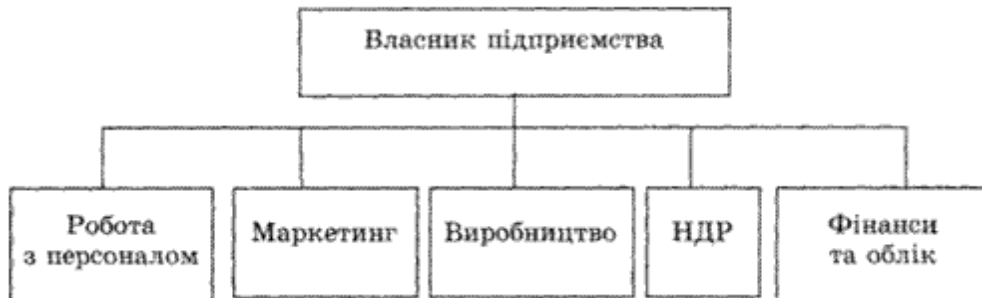 Власник підприємства
Робота
з персоналом
Маркетинг
Виробництво
НДР
Фінанси
та облік